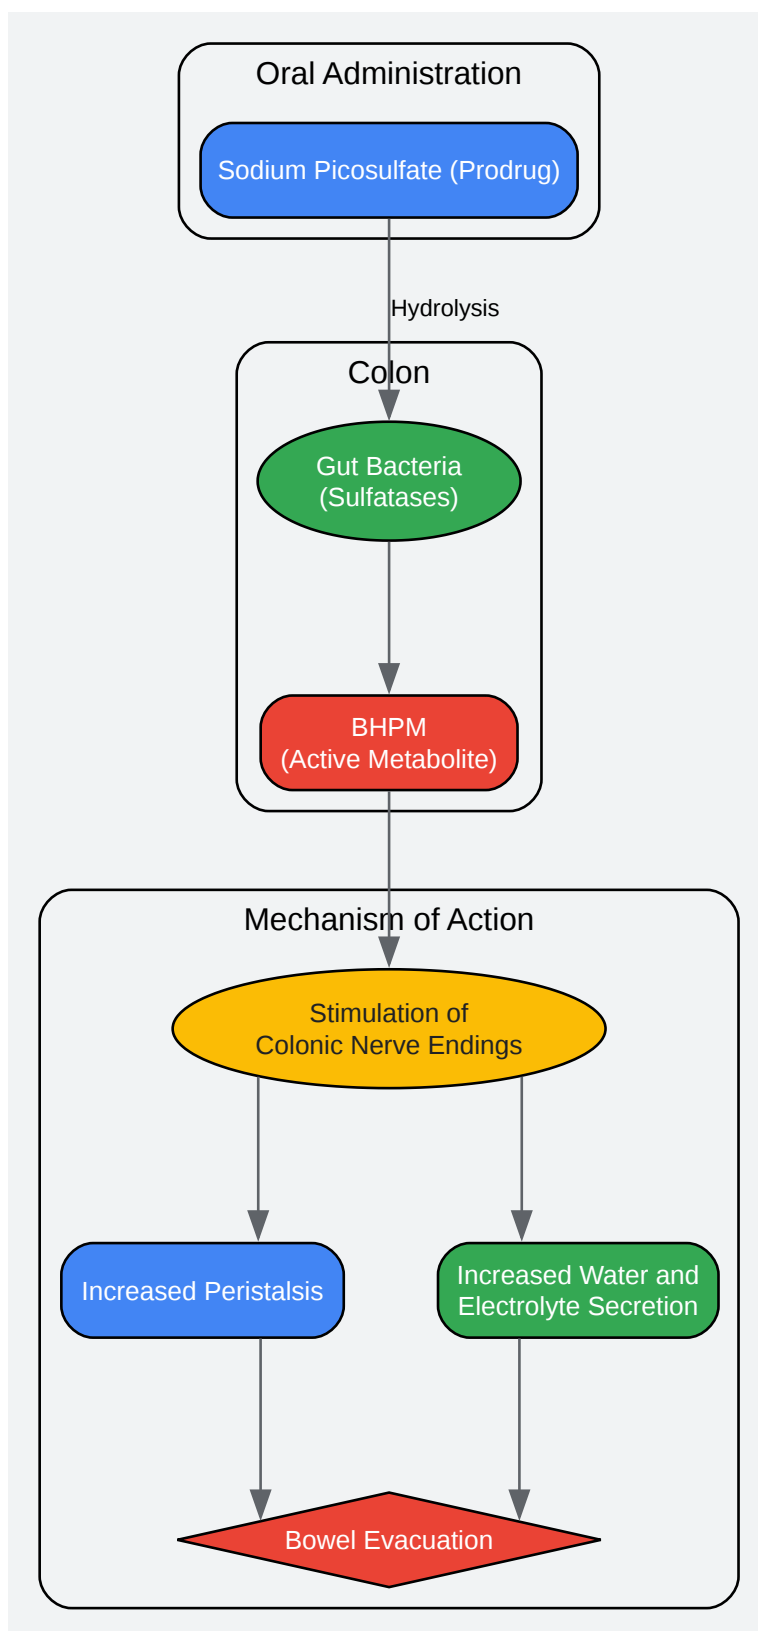 Oral Administration
Sodium Picosulfate (Prodrug)
Hydrolysis
Colon
Gut Bacteria
(Sulfatases)
BHPM
(Active Metabolite)
Mechanism of Action
Stimulation of
Colonic Nerve Endings
Increased Peristalsis
Increased Water and
Electrolyte Secretion
Bowel Evacuation